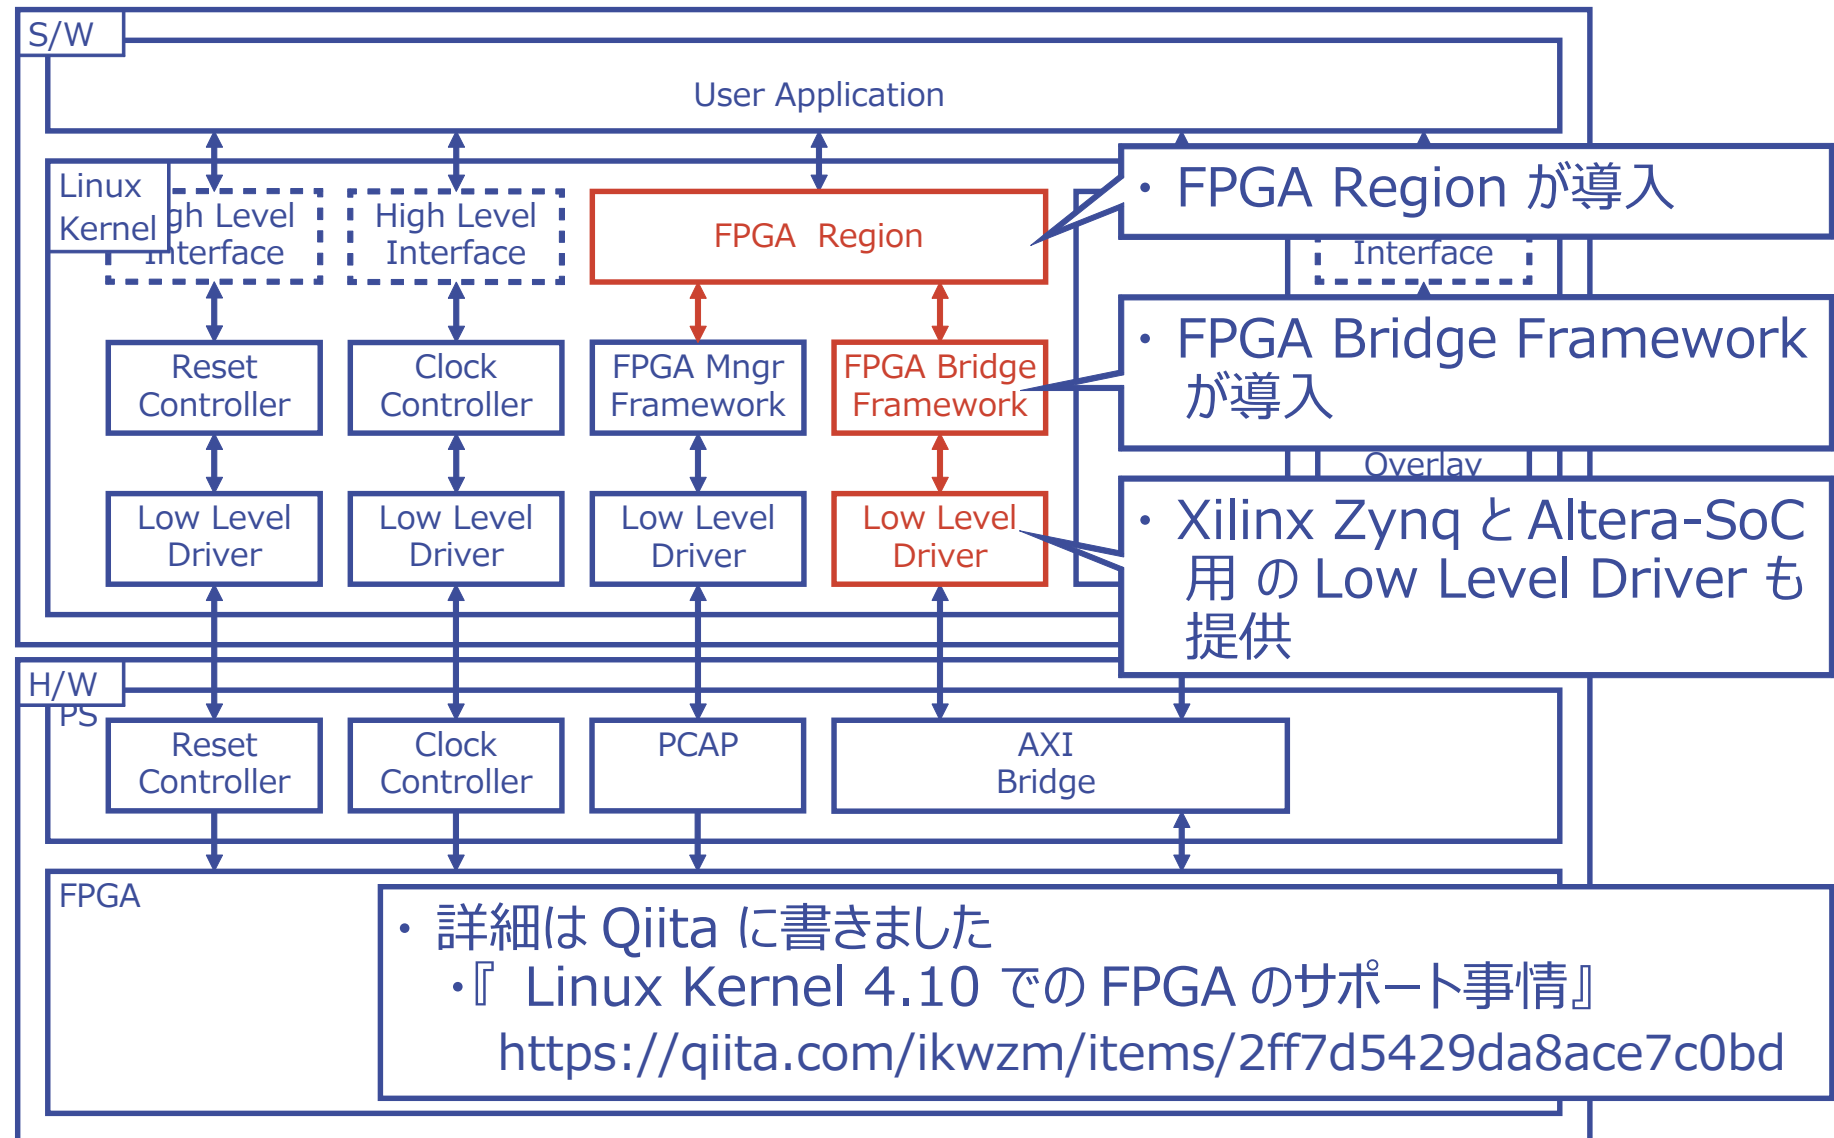 S/W
User Application
Linux
Kernel
gh Level
Interface
High Level
Interface
FPGA Region
・ FPGA Region が導入
Interface
Reset
Controller
Clock
Controller
FPGA Mngr
Framework
FPGA Bridge
Framework
・ FPGA Bridge Framework
が導入
Overlay
Low Level
Driver
Low Level
Driver
Low Level
Driver
Low Level
Driver
・ Xilinx Zynq と Altera-SoC
用 の Low Level Driver も
提供
H/W
PS
Reset
Controller
Clock
Controller
PCAP
AXI
Bridge
FPGA
・ 詳細は Qiita に書きました
・『 Linux Kernel 4.10 での FPGA のサポート事情』
https://qiita.com/ikwzm/items/2ff7d5429da8ace7c0bd